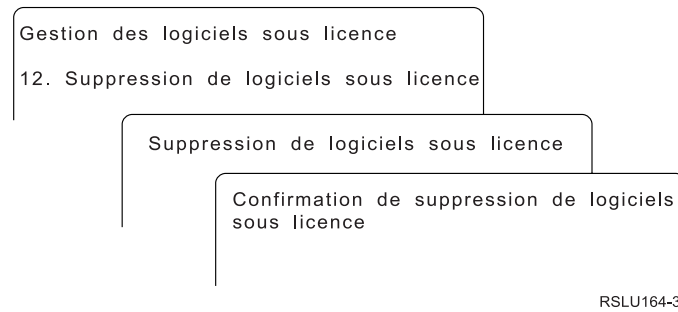 Gestion des logiciels sous licence
12. Suppression de logiciels sous licence
Suppression de logiciels sous licence
Confirmation de suppression de logiciels
sous licence
RSLU164-3